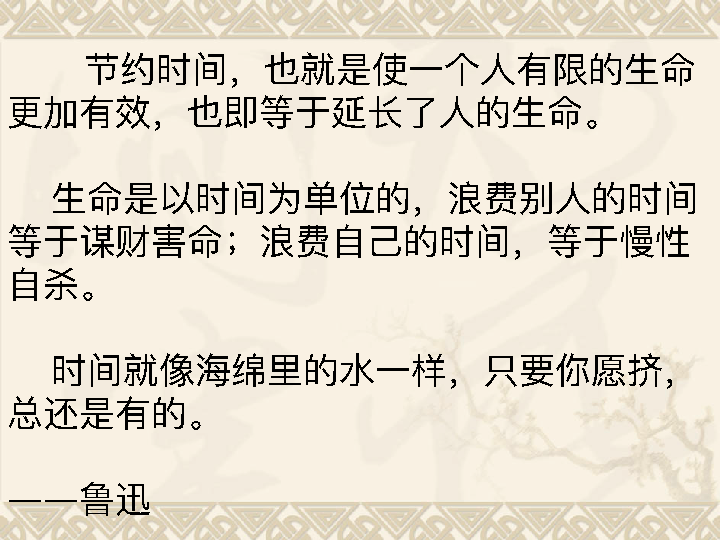 节约时间，也就是使一个人有限的生命
更加有效，也即等于延长了人的生命。
生命是以时间为单位的，浪费别人的时间
等于谋财害命；浪费自己的时间，等于慢性
自杀。
时间就像海绵里的水一样，只要你愿挤，
总还是有的。
——鲁迅